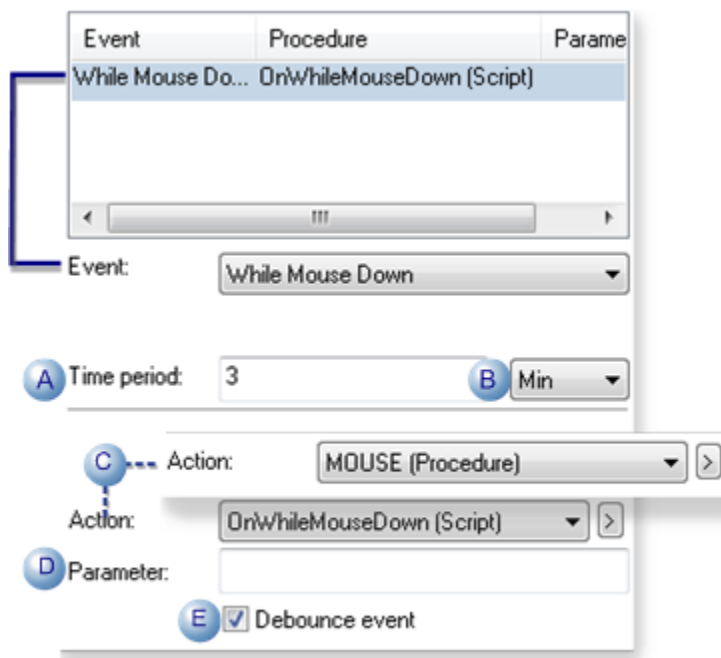 Event Procedure Parame
While Mouse Do... OnWhileMouseDown (Script)
Event: While Mouse Down
A Time period: 3 B Min
C Action: MOUSE (Procedure) >
Action: OnWhileMouseDown (Script) >
D Parameter:
E Debounce event